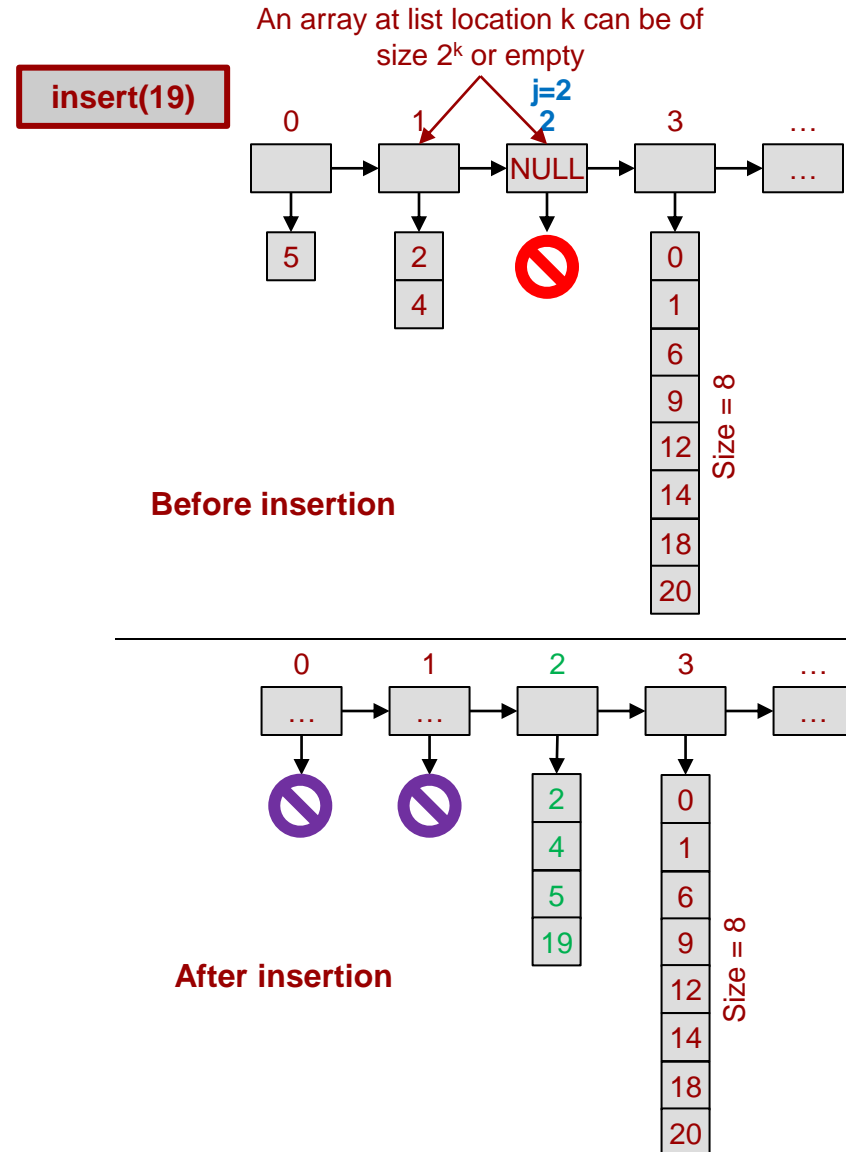 An array at list location k can be of
size 2^k or empty
insert(19)
j=2
0 1 2 3 …
NULL …
5 2 0
4 1
6
9
12
14
18
20
Size = 8
Before insertion
0 1 2 3 …
… … …
2 0
4 1
5 6
19 9
12
14
18
20
Size = 8
After insertion